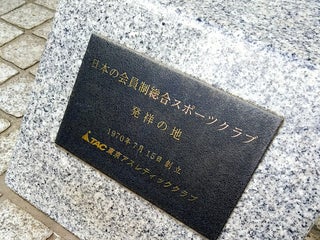 日本の会員制総合スポーツクラブ
発祥の地
1970年7月15日 創立
TAC 東京アスレティッククラブ